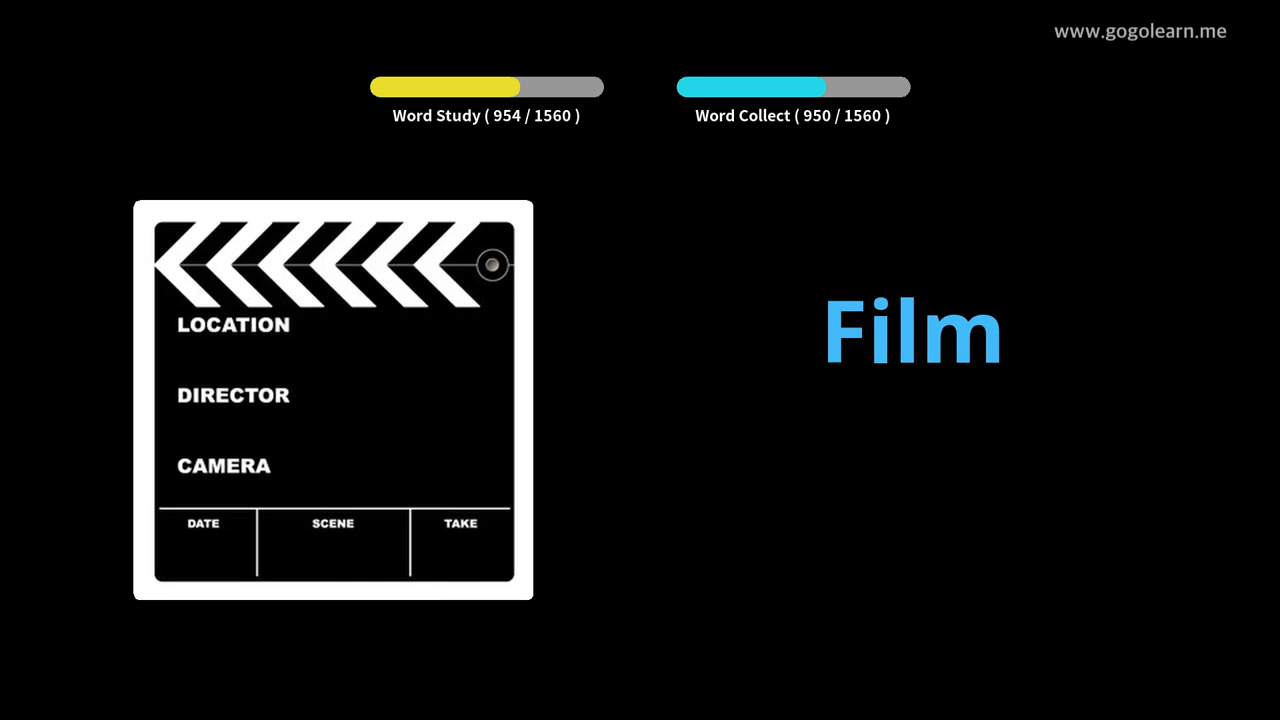 www.gogolearn.me
Word Study ( 954 / 1560 )
Word Collect ( 950 / 1560 )
LOCATION
DIRECTOR
CAMERA
DATE
SCENE
TAKE
Film